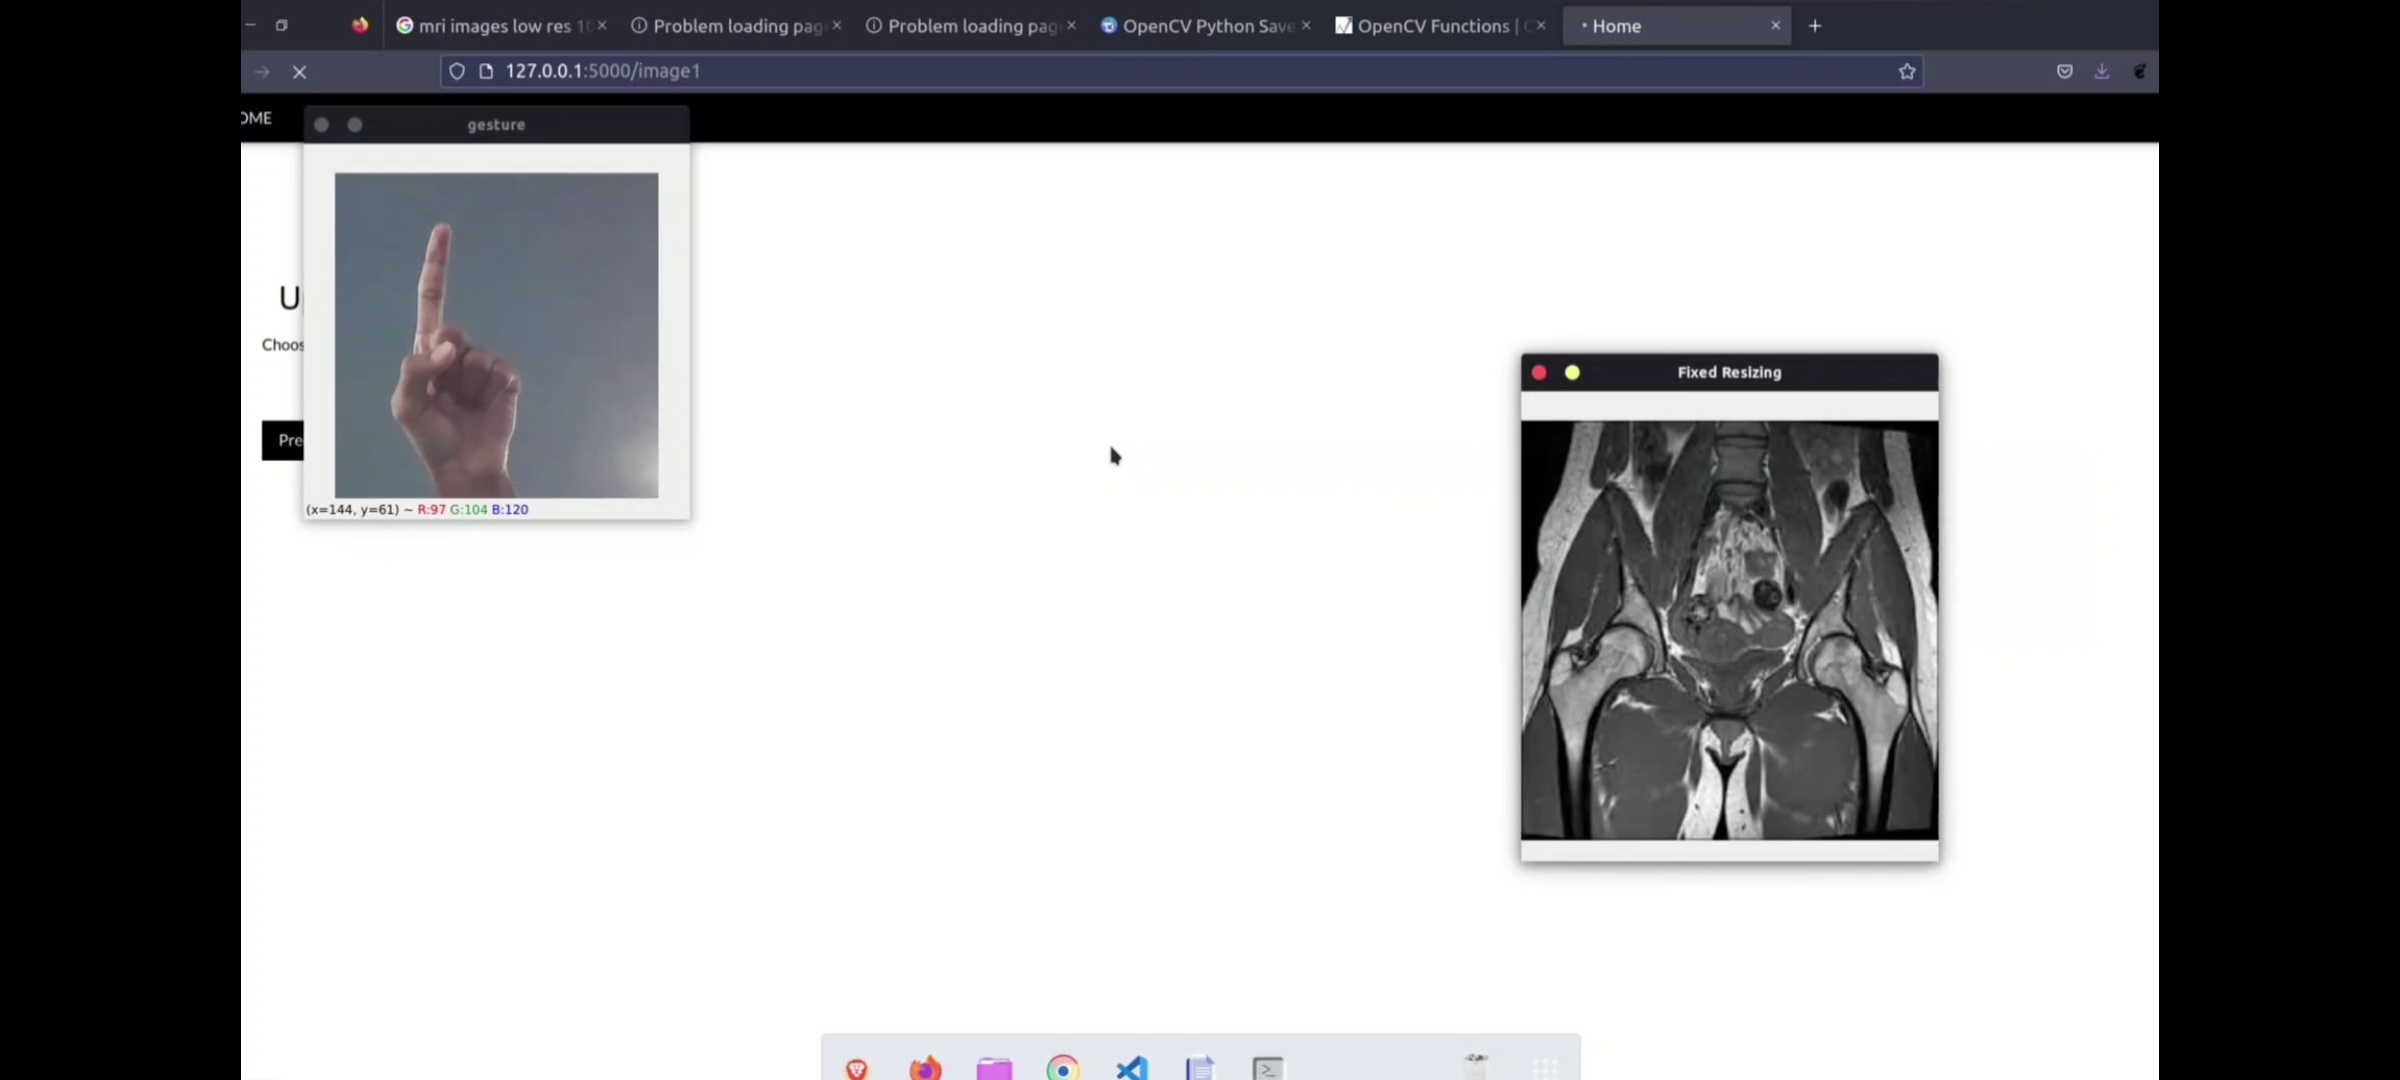 mri images low res 10
Problem loading pag
Problem loading pag
OpenCV Python Save
OpenCV Functions |
Home
127.0.0.1:5000/image1
OME
gesture
U
Choos
Pre
(x=144, y=61) ~ R:97 G:104 B:120
Fixed Resizing